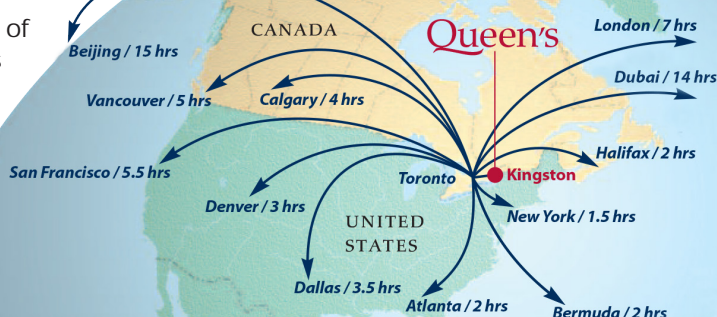 of
Beijing / 15 hrs
CANADA
Queen's
London / 7 hrs
Dubai / 14 hrs
Vancouver / 5 hrs
Calgary / 4 hrs
San Francisco / 5.5 hrs
Halifax / 2 hrs
Toronto
Kingston
Denver / 3 hrs
New York / 1.5 hrs
UNITED
STATES
Dallas / 3.5 hrs
Atlanta / 2 hrs
Bermuda / 2 hrs